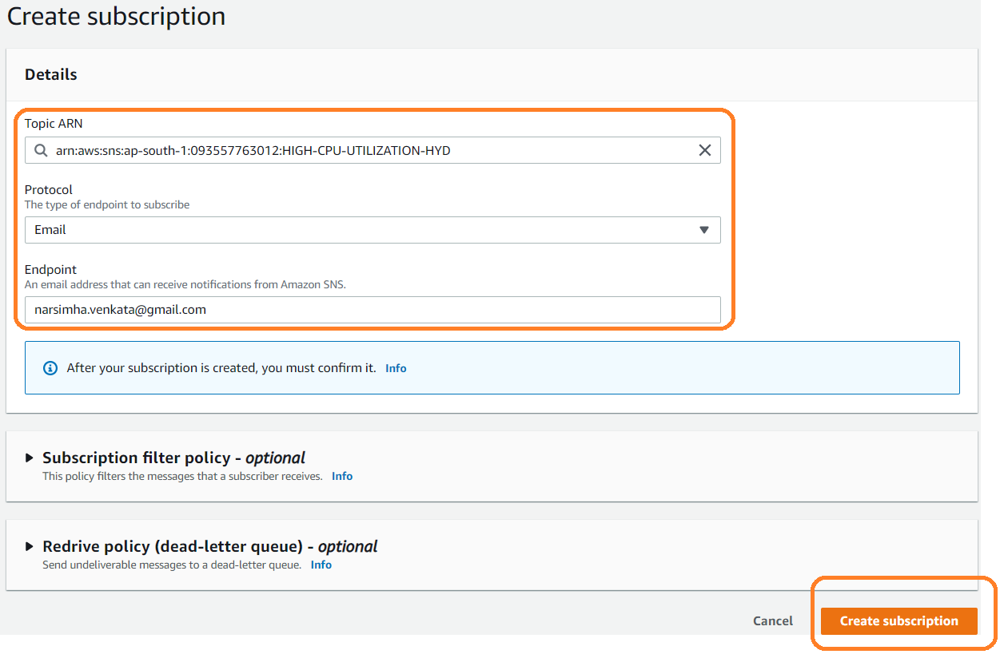 Create subscription
Details
Topic ARN
arn:aws:sns:ap-south-1:093557763012:HIGH-CPU-UTILIZATION-HYD
Protocol
The type of endpoint to subscribe
Email
Endpoint
An email address that can receive notifications from Amazon SNS.
narsimha.venkata@gmail.com
After your subscription is created, you must confirm it. Info
Subscription filter policy - optional
This policy filters the messages that a subscriber receives. Info
Redrive policy (dead-letter queue) - optional
Send undeliverable messages to a dead-letter queue. Info
Cancel Create subscription